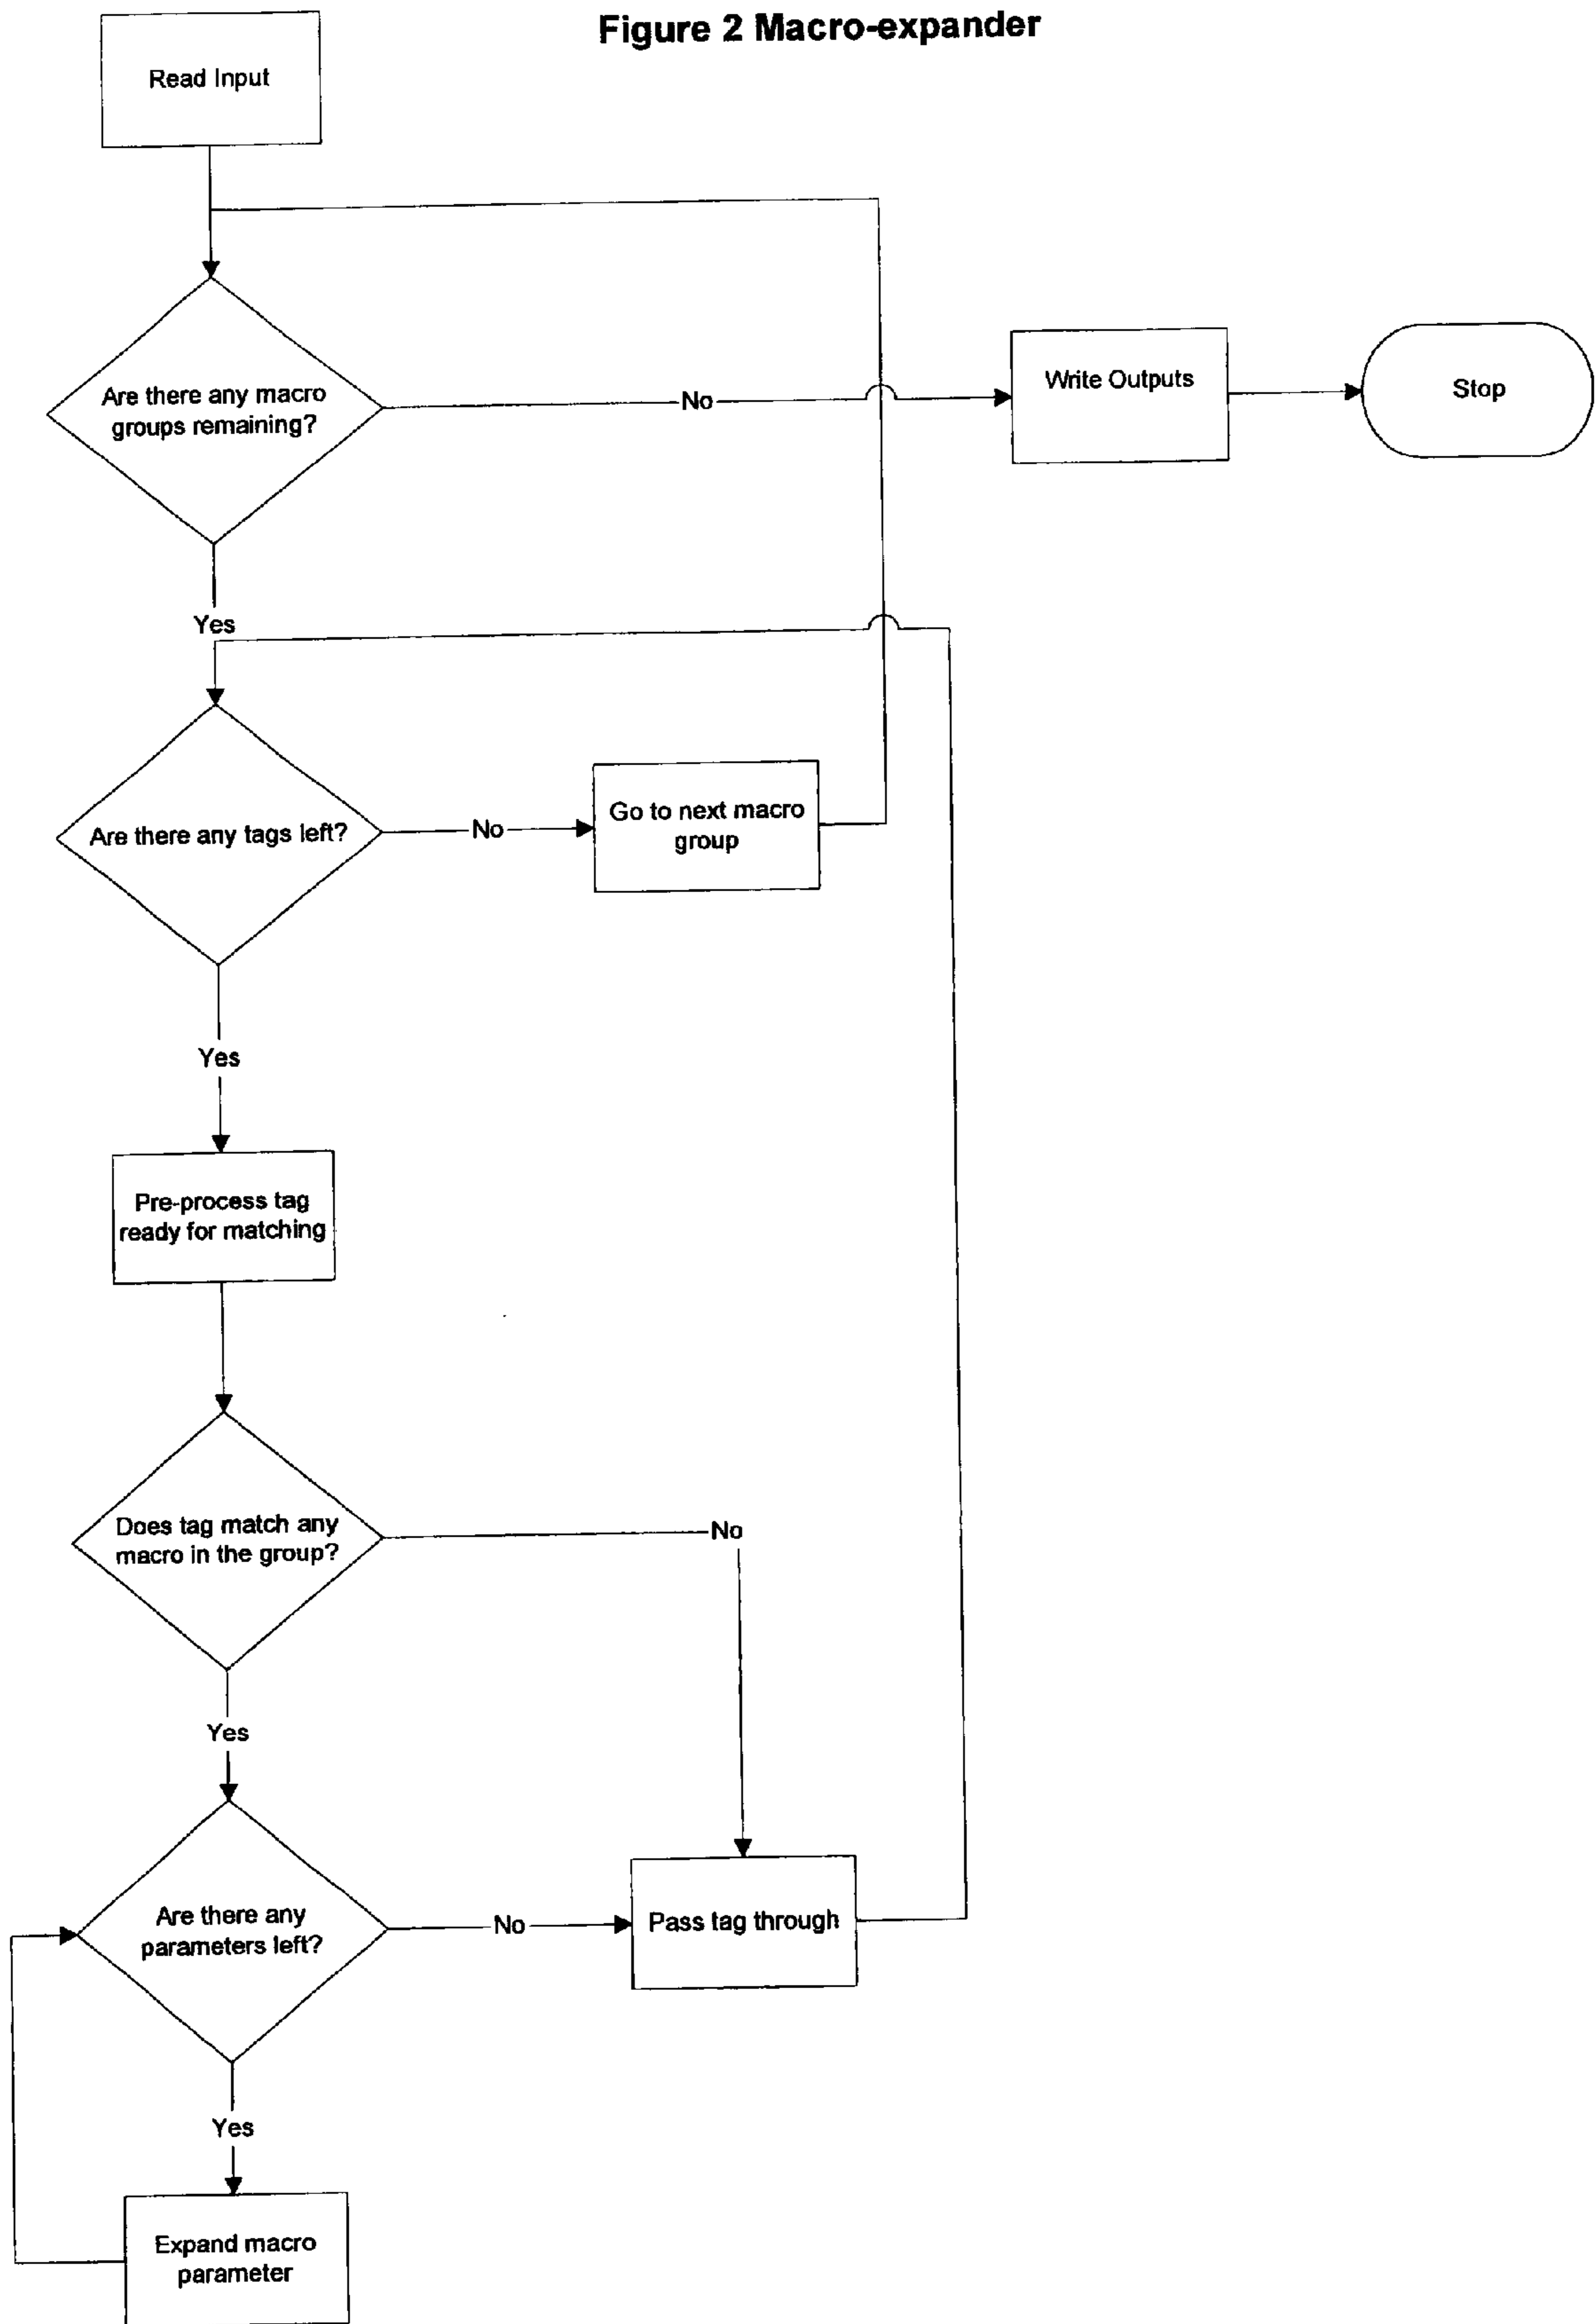 Figure 2 Macro-expander
Read Input
Are there any macro
groups remaining?
No
Write Outputs
Stop
Yes
Are there any tags left?
No
Go to next macro
group
Yes
Pre-process tag
ready for matching
Does tag match any
macro in the group?
No
Yes
Are there any
parameters left?
No
Pass tag through
Yes
Expand macro
parameter